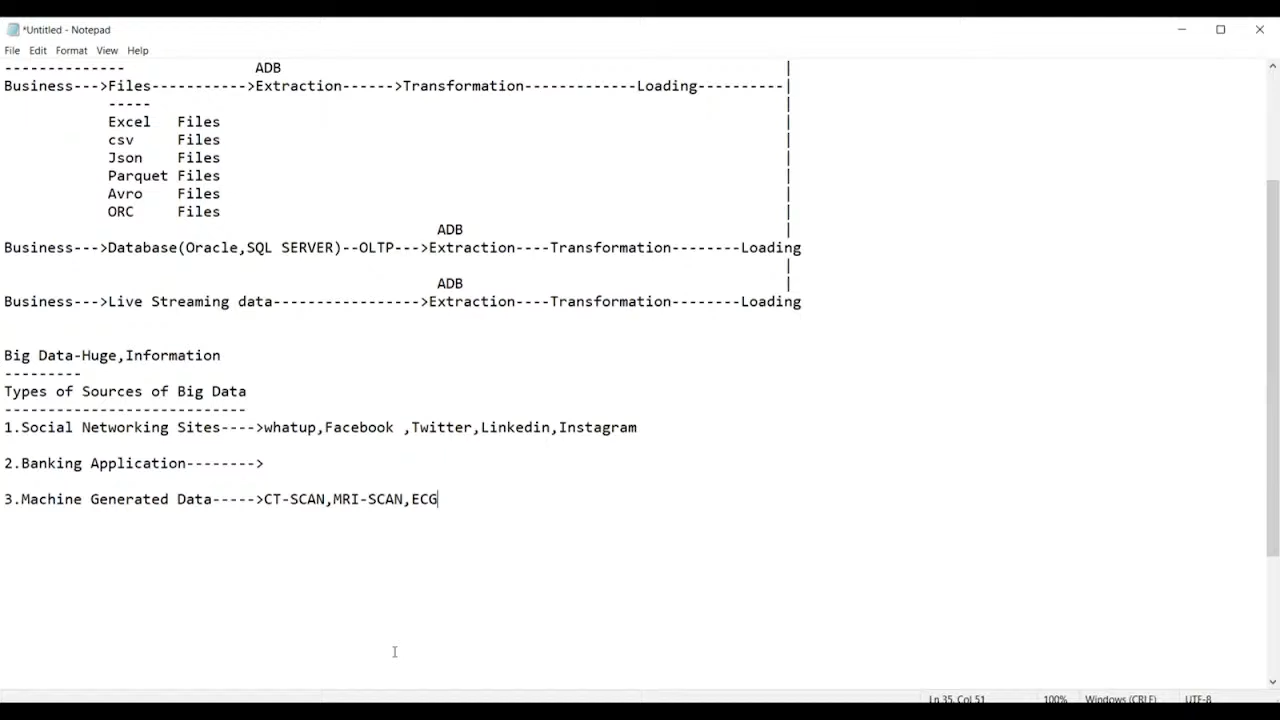 *Untitled - Notepad
File Edit Format View Help
-------------- ADB |
Business--->Files----------->Extraction------>Transformation-------------Loading----------|
----- |
Excel Files |
csv Files |
Json Files |
Parquet Files |
Avro Files |
ORC Files |
ADB |
Business--->Database(Oracle,SQL SERVER)--OLTP--->Extraction----Transformation--------Loading
|
ADB |
Business--->Live Streaming data----------------->Extraction----Transformation--------Loading
Big Data-Huge,Information
---------
Types of Sources of Big Data
----------------------------
1.Social Networking Sites---->whatup,Facebook ,Twitter,Linkedin,Instagram
2.Banking Application-------->
3.Machine Generated Data----->CT-SCAN,MRI-SCAN,ECG
Ln 35, Col 51 100% Windows (CRLF) UTF-8